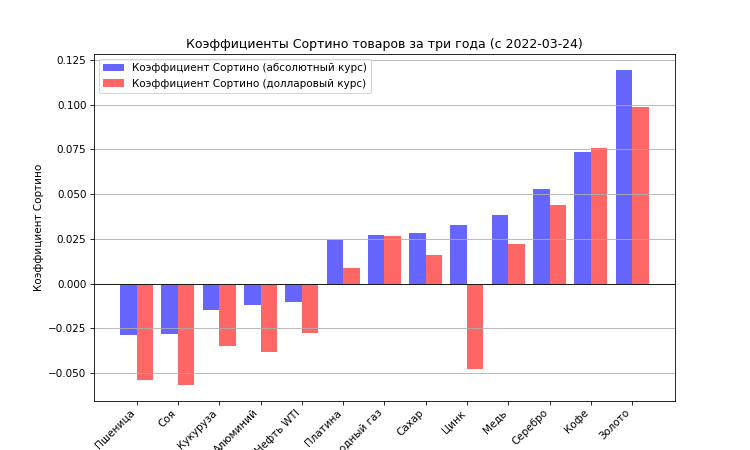 Коэффициенты Сортино товаров за три года (с 2022-03-24)
Коэффициент Сортино (абсолютный курс)
Коэффициент Сортино (долларовый курс)
Коэффициент Сортино
0.125
0.100
0.075
0.050
0.025
0.000
−0.025
−0.050
Пшеница
Соя
Кукуруза
Алюминий
Нефть WTI
Платина
одный газ
Сахар
Цинк
Медь
Серебро
Кофе
Золото